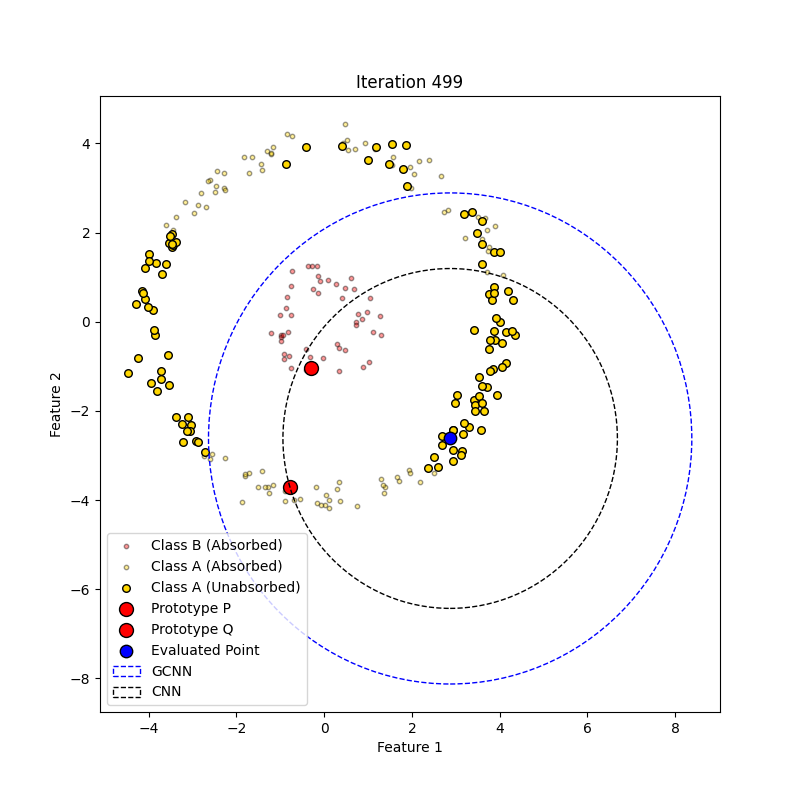 Iteration 499
Feature 2
4
2
0
−2
−4
−6
−8
Class B (Absorbed)
Class A (Absorbed)
Class A (Unabsorbed)
Prototype P
Prototype Q
Evaluated Point
GCNN
CNN
−4 −2 0 2 4 6 8
Feature 1